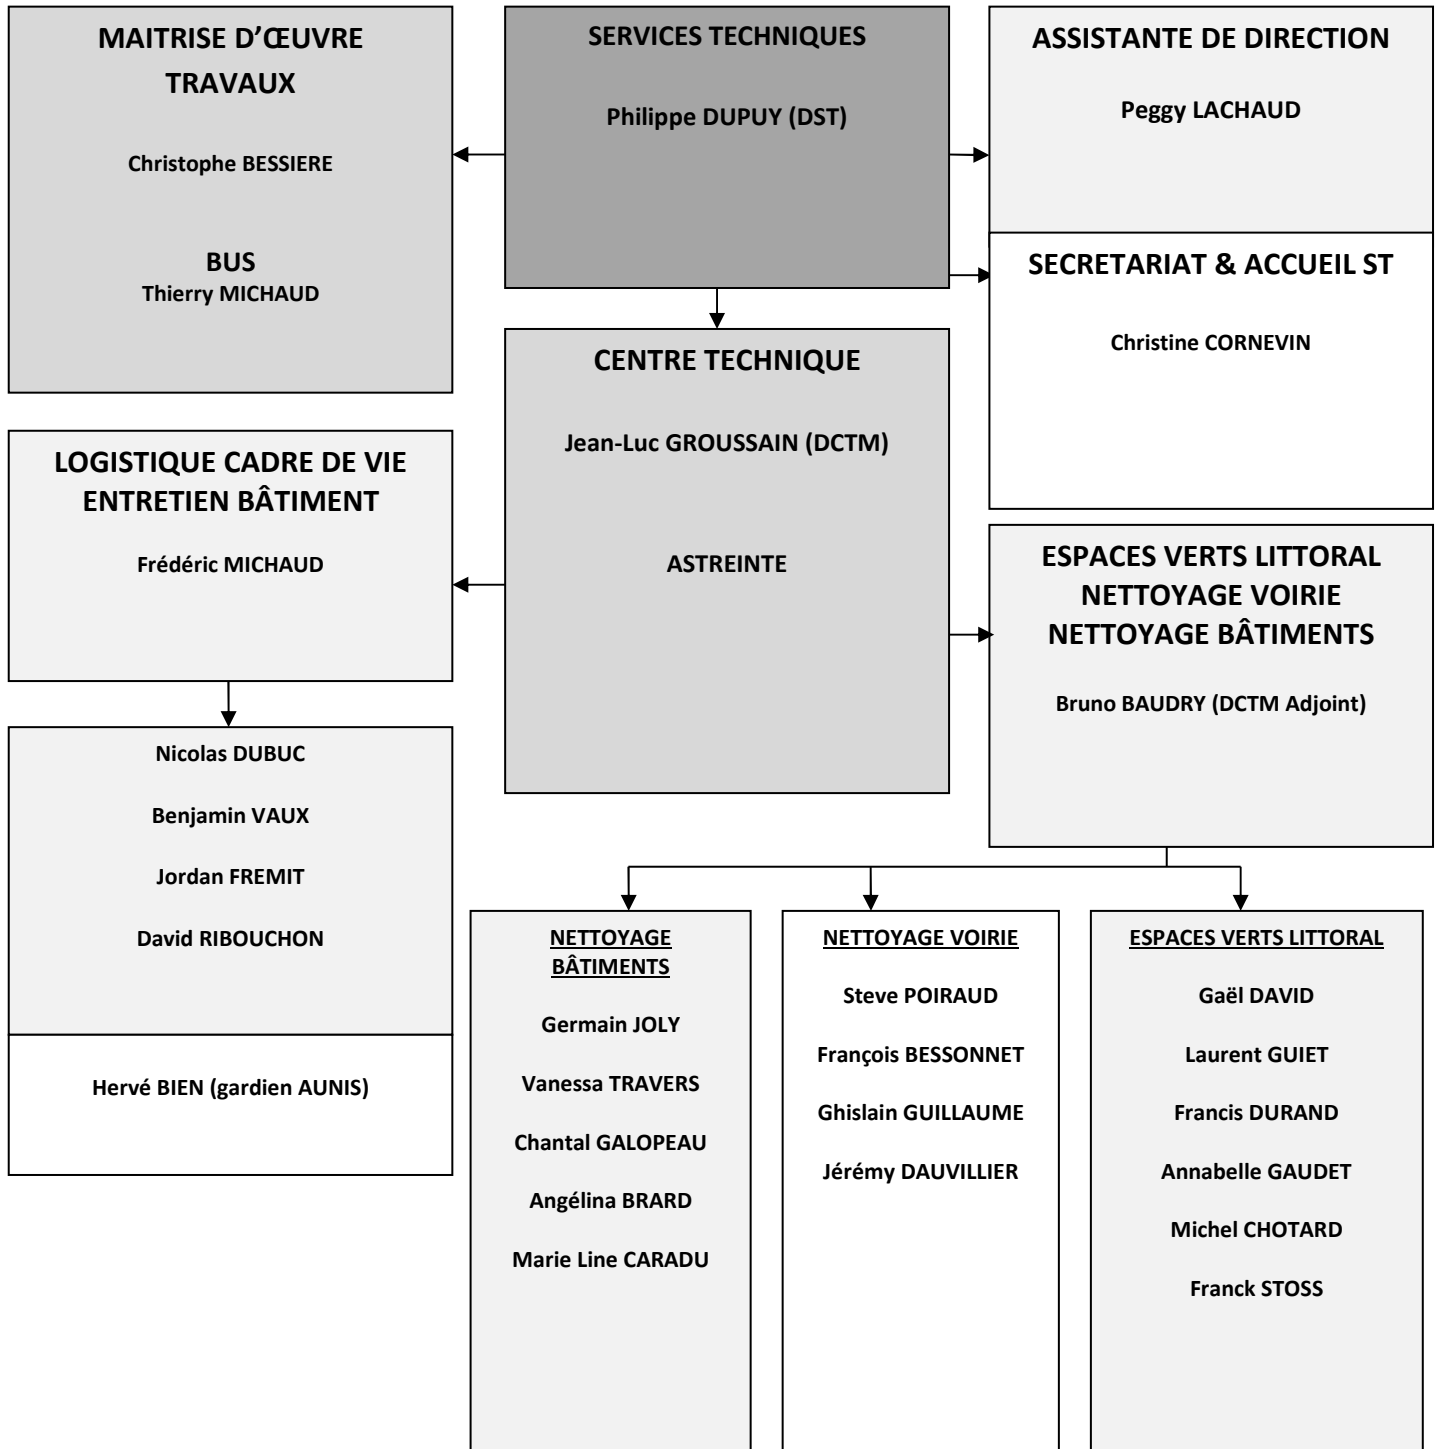 MAITRISE D'ŒUVRE
TRAVAUX
Christophe BESSIERE
BUS
Thierry MICHAUD
SERVICES TECHNIQUES
Philippe DUPUY (DST)
ASSISTANTE DE DIRECTION
Peggy LACHAUD
SECRETARIAT & ACCUEIL ST
Christine CORNEVIN
CENTRE TECHNIQUE
Jean-Luc GROUSSAIN (DCTM)
ASTREINTE
LOGISTIQUE CADRE DE VIE
ENTRETIEN BÂTIMENT
Frédéric MICHAUD
ESPACES VERTS LITTORAL
NETTOYAGE VOIRIE
NETTOYAGE BÂTIMENTS
Bruno BAUDRY (DCTM Adjoint)
Nicolas DUBUC
Benjamin VAUX
Jordan FREMIT
David RIBOUCHON
Hervé BIEN (gardien AUNIS)
NETTOYAGE
BÂTIMENTS
Germain JOLY
Vanessa TRAVERS
Chantal GALOPEAU
Angélina BRARD
Marie Line CARADU
NETTOYAGE VOIRIE
Steve POIRAUD
François BESSONNET
Ghislain GUILLAUME
Jérémy DAUVILLIER
ESPACES VERTS LITTORAL
Gaël DAVID
Laurent GUIET
Francis DURAND
Annabelle GAUDET
Michel CHOTARD
Franck STOSS